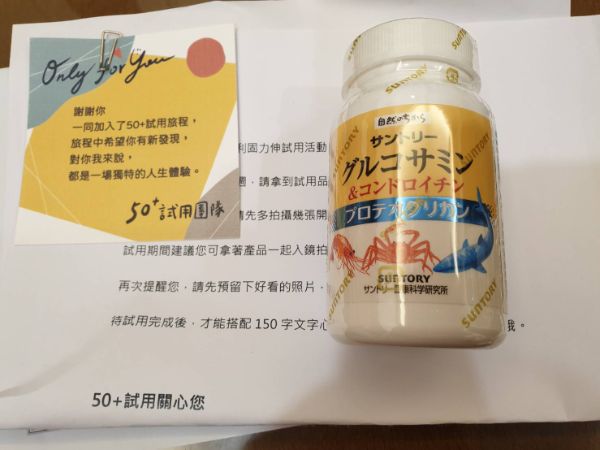 Only for You
謝謝你
一同加入了50+試用旅程，
旅程中希望你有新發現，
對你我來說，
都是一場獨特的人生體驗。
50+試用團隊
利固力伸試用活動
請拿到試用品
先多拍攝幾張開
試用期間建議您可拿著產品一起入鏡拍
再次提醒您，請先預留下好看的照片，
待試用完成後，才能搭配 150 字文字心
我。
50+試用關心您
SUNTORY
自然のちから
サントリー
グルコサミン
&コンドロイチン
プロテオグリカン
SUNTORY
サントリー健康科学研究所
SUNTORY
SUNTORY
SUNTORY